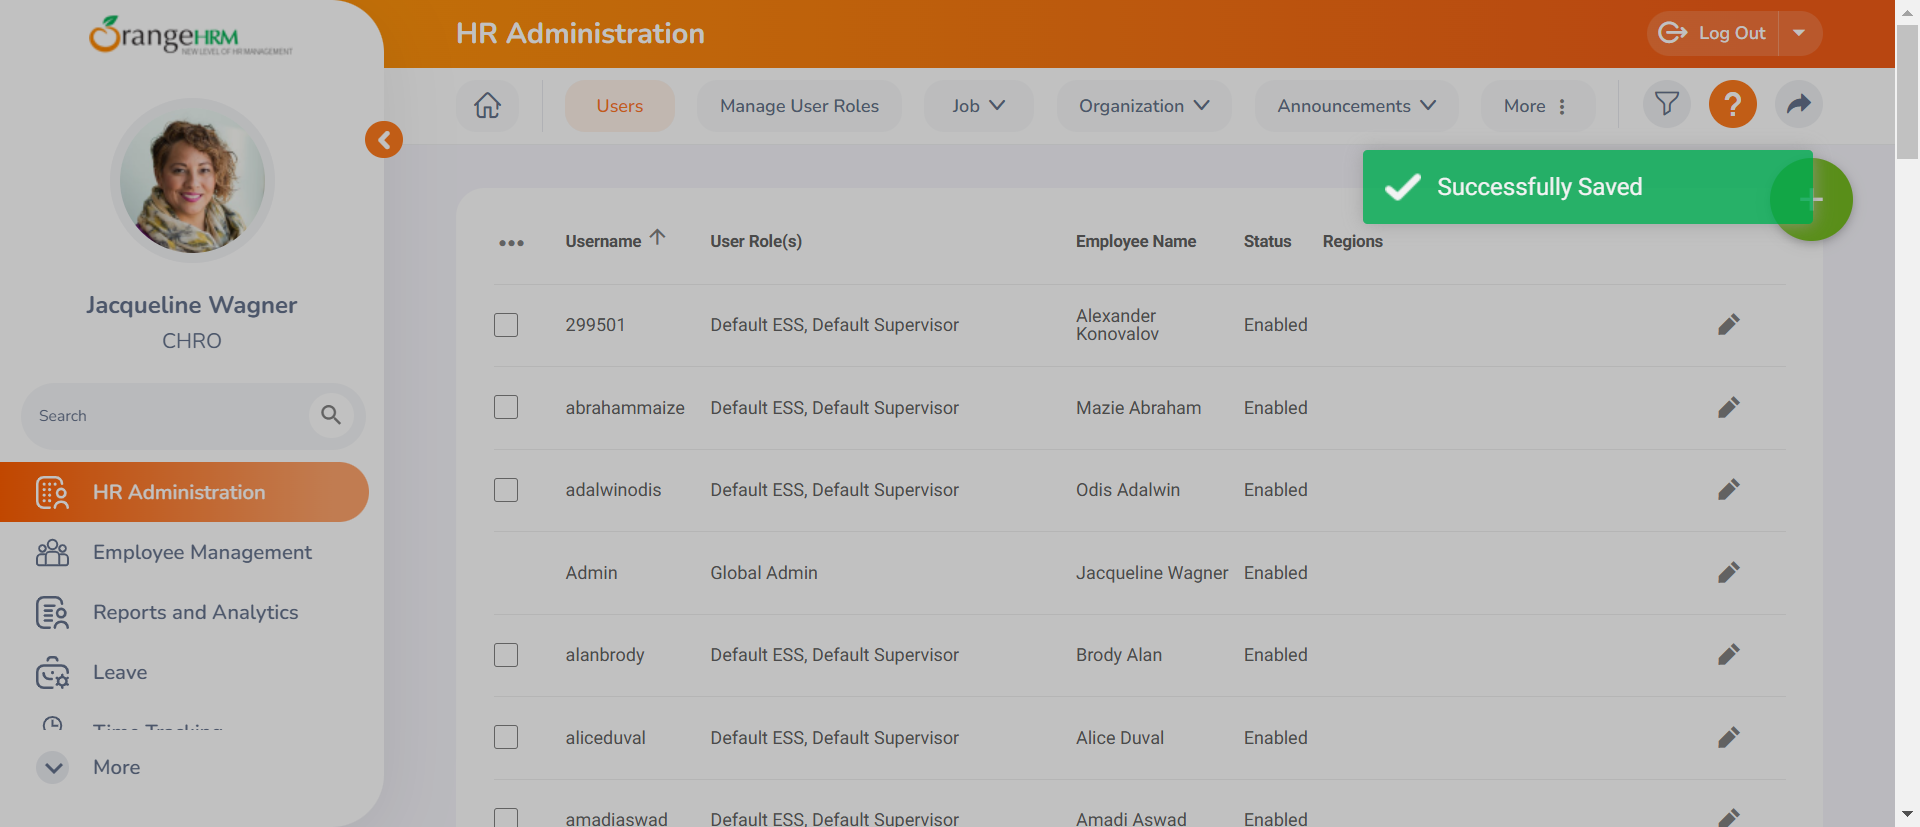 OrangeHRM
NEW LEVEL OF HR MANAGEMENT
HR Administration
Log Out
Users
Manage User Roles
Job
Organization
Announcements
More
?
Successfully Saved
Jacqueline Wagner
CHRO
Search
HR Administration
Employee Management
Reports and Analytics
Leave
Time Tracking
More
Username
User Role(s)
Employee Name
Status
Regions
299501 Default ESS, Default Supervisor Alexander Konovalov Enabled
abrahammaize Default ESS, Default Supervisor Mazie Abraham Enabled
adalwinodis Default ESS, Default Supervisor Odis Adalwin Enabled
Admin Global Admin Jacqueline Wagner Enabled
alanbrody Default ESS, Default Supervisor Brody Alan Enabled
aliceduval Default ESS, Default Supervisor Alice Duval Enabled
amadiaswad Default ESS, Default Supervisor Amadi Aswad Enabled